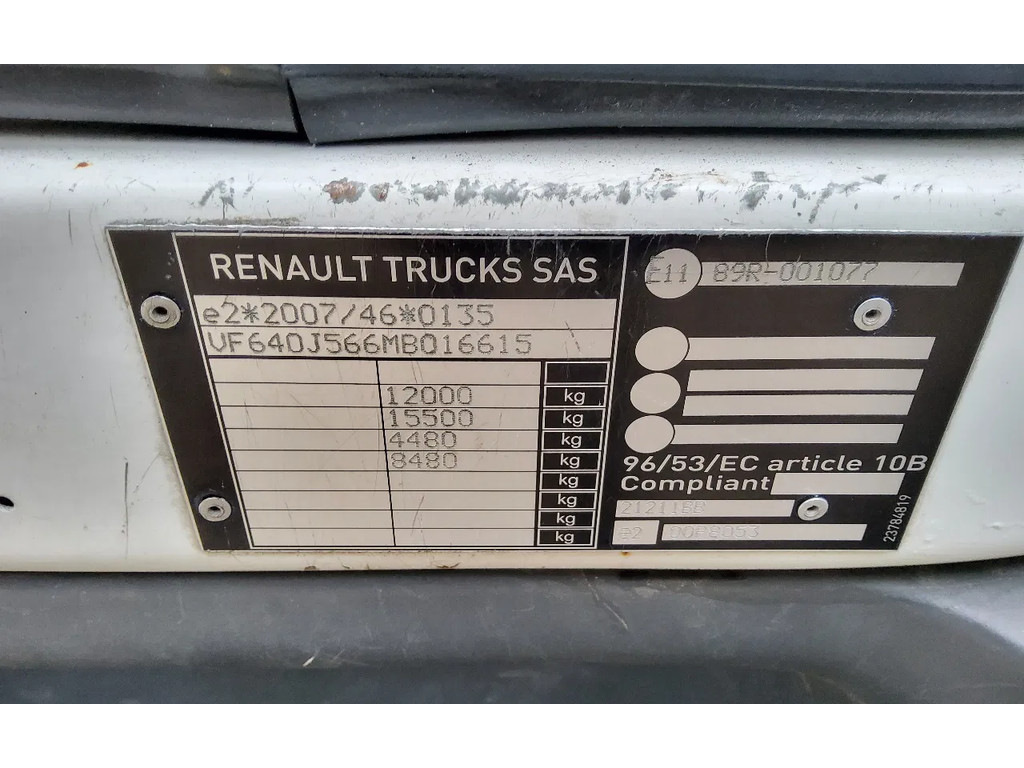 RENAULT TRUCKS SAS
e2*2007/46*0135
VF640J566MB016615
12000 kg
15500 kg
4480 kg
8480 kg
kg
kg
kg
kg
E11 89R-001077
96/53/EC article 10B
Compliant
e2
23784819